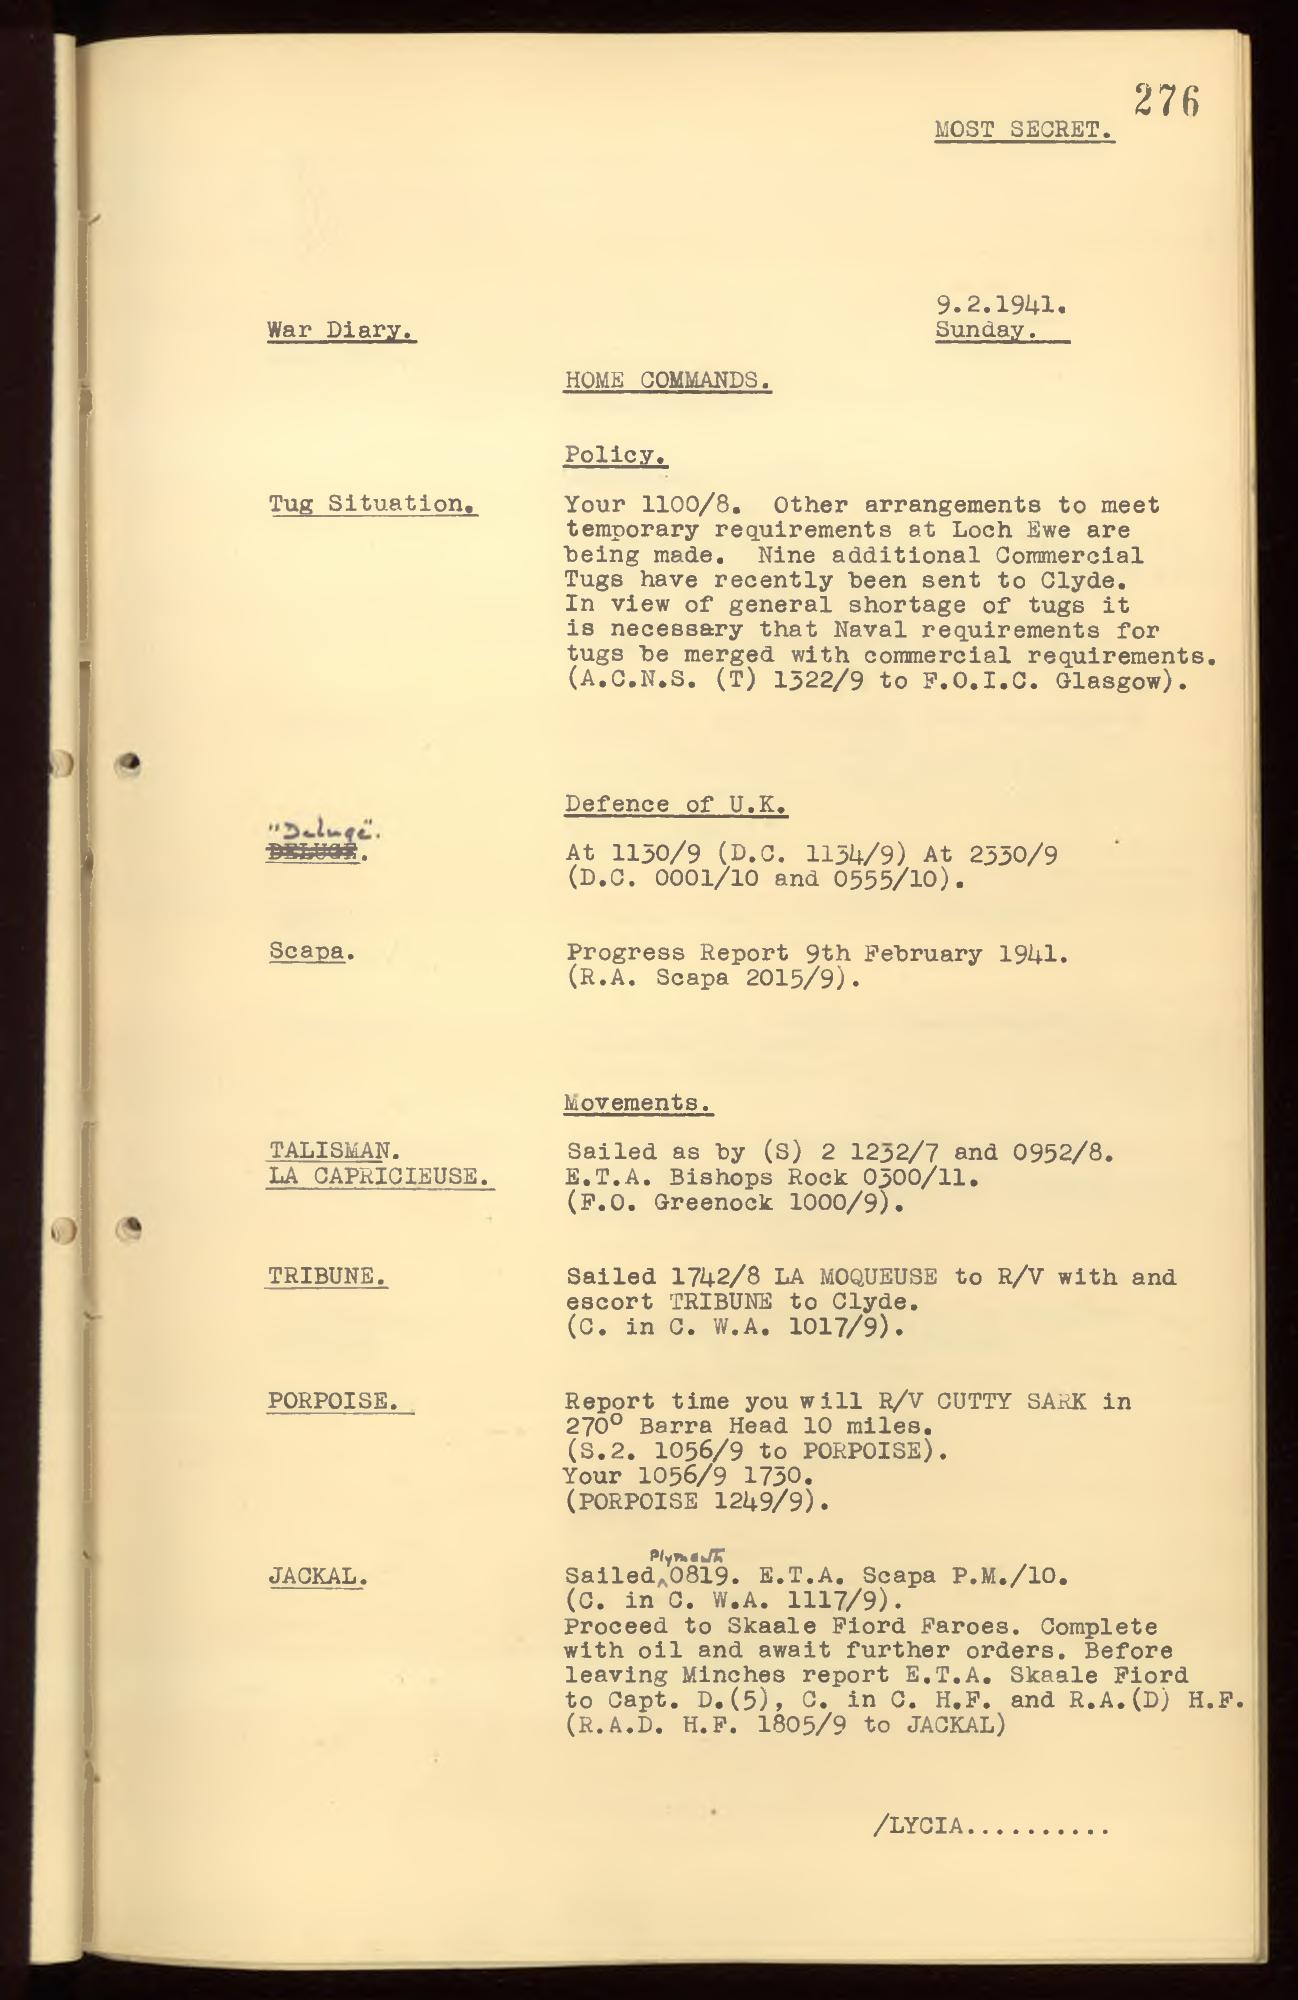 276
MOST SECRET.
9.2.1941.
War Diary.
Sunday.
HOME COMMANDS.
Policy.
Tug Situation.
Your 1100/8. Other arrangements to meet
temporary requirements at Loch Ewe are
being made. Nine additional Commercial
Tugs have recently been sent to Clyde.
In view of general shortage of tugs it
is necessary that Naval requirements for
tugs be merged with commercial requirements.
(A.C.N.S. (T) 1322/9 to F.O.I.C. Glasgow).
Defence of U.K.
"Deluge".
DELUGE.
At 1130/9 (D.C. 1134/9) At 2330/9
(D.C. 0001/10 and 0555/10).
Scapa.
Progress Report 9th February 1941.
(R.A. Scapa 2015/9).
Movements.
TALISMAN.
LA CAPRICIEUSE.
Sailed as by (S) 2 1232/7 and 0952/8.
E.T.A. Bishops Rock 0300/11.
(F.O. Greenock 1000/9).
TRIBUNE.
Sailed 1742/8 LA MOQUEUSE to R/V with and
escort TRIBUNE to Clyde.
(C. in C. W.A. 1017/9).
PORPOISE.
Report time you will R/V CUTTY SARK in
270° Barra Head 10 miles.
(S.2. 1056/9 to PORPOISE).
Your 1056/9 1730.
(PORPOISE 1249/9).
JACKAL.
Plymouth
Sailed^0819. E.T.A. Scapa P.M./10.
(C. in C. W.A. 1117/9).
Proceed to Skaale Fiord Faroes. Complete
with oil and await further orders. Before
leaving Minches report E.T.A. Skaale Fiord
to Capt. D.(5), C. in C. H.F. and R.A.(D) H.F.
(R.A.D. H.F. 1805/9 to JACKAL)
/LYCIA..........